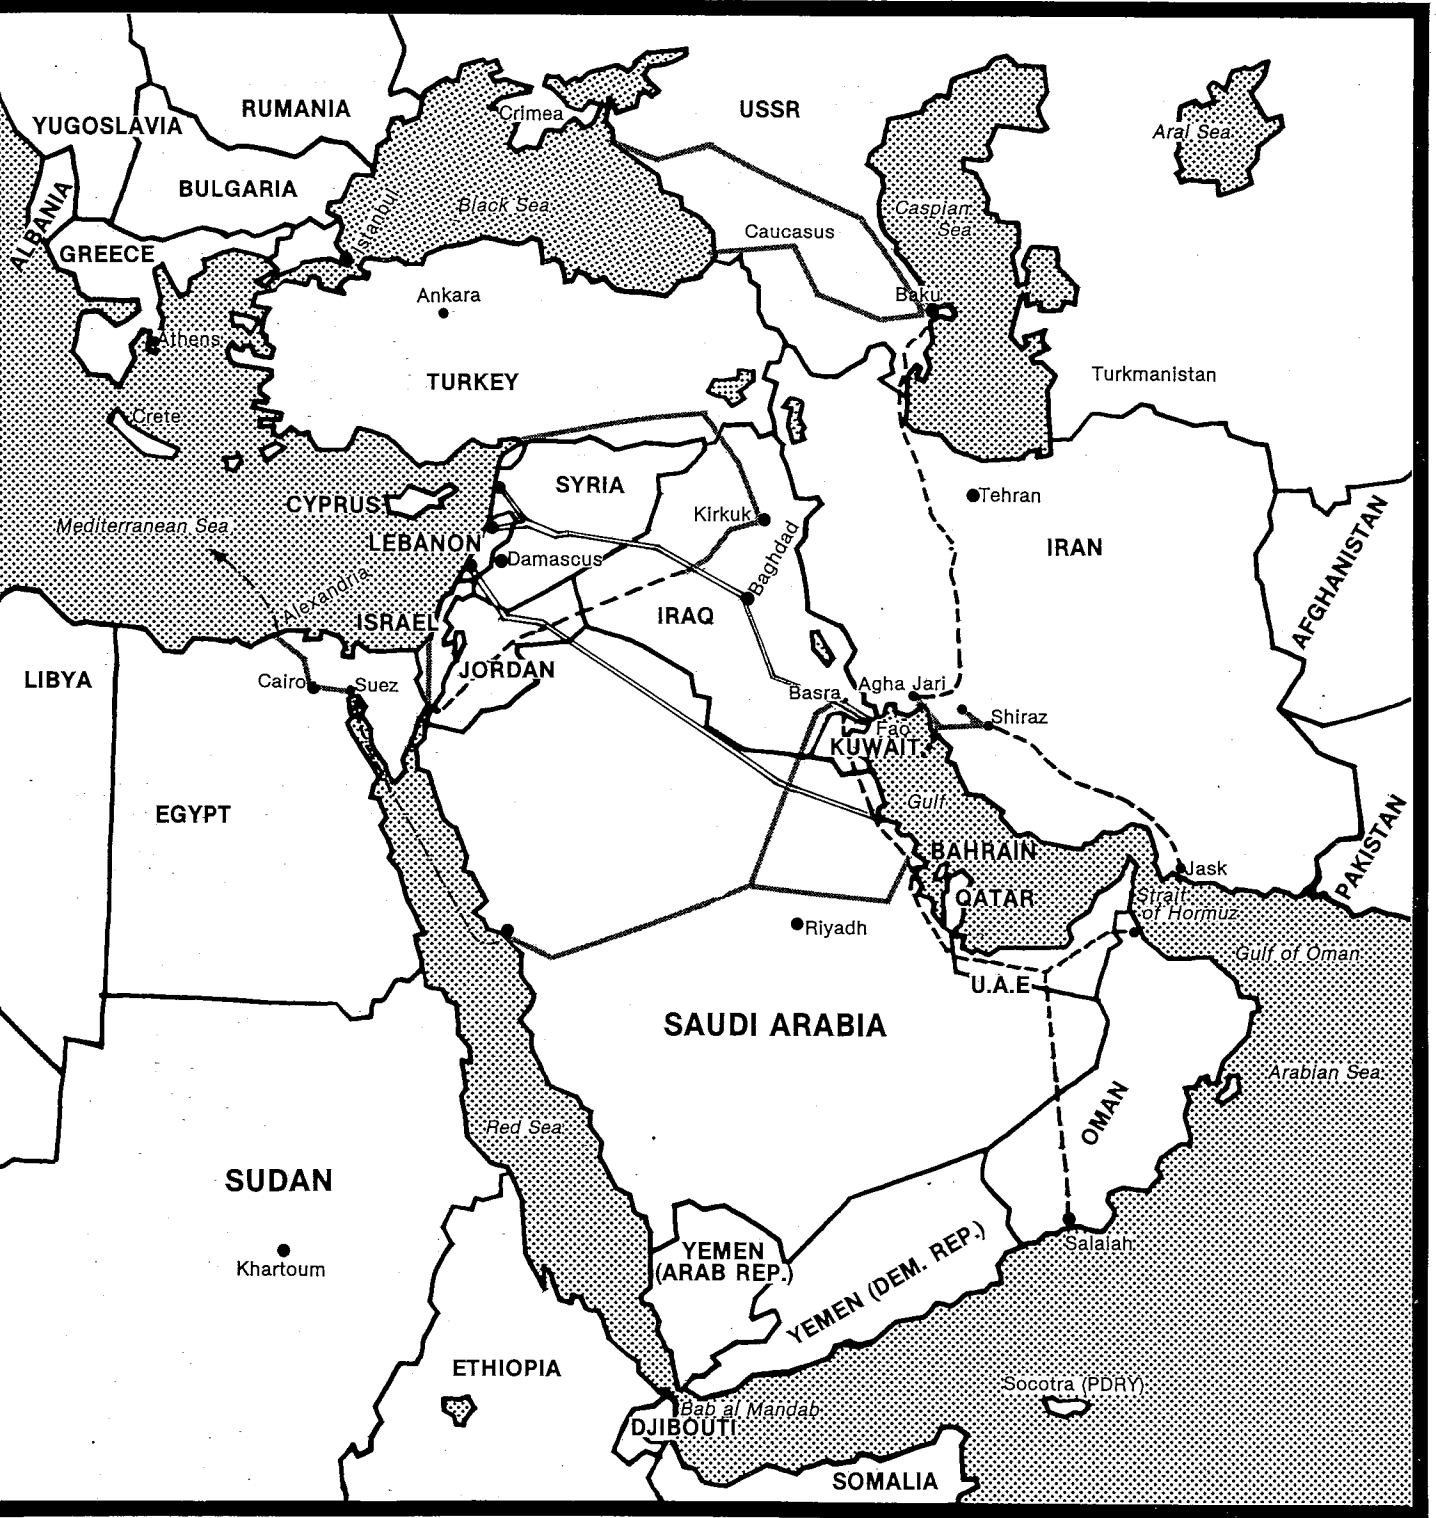 RUMANIA
Crimea
USSR
YUGOSLAVIA
Aral Sea
BULGARIA
ALBANIA
Istanbul
Black Sea
Caspian
Sea
Caucasus
GREECE
Ankara
Baku
Athens
TURKEY
Turkmanistan
Crete
SYRIA
CYPRUS
Tehran
Kirkuk
Mediterranean Sea
LEBANON
Damascus
Baghdad
IRAN
AFGHANISTAN
Alexandria
ISRAEL
IRAQ
JORDAN
LIBYA
Cairo
Suez
Basra
Agha Jari
Shiraz
Fao
KUWAIT
EGYPT
Gulf
BAHRAIN
PAKISTAN
Jask
QATAR
Strait
of Hormuz
Riyadh
Gulf of Oman
U.A.E
SAUDI ARABIA
Arabian Sea
OMAN
Red Sea
SUDAN
Salalah
YEMEN
(ARAB REP.)
YEMEN (DEM. REP.)
Khartoum
ETHIOPIA
Socotra (PDRY)
Bab al Mandab
DJIBOUTI
SOMALIA